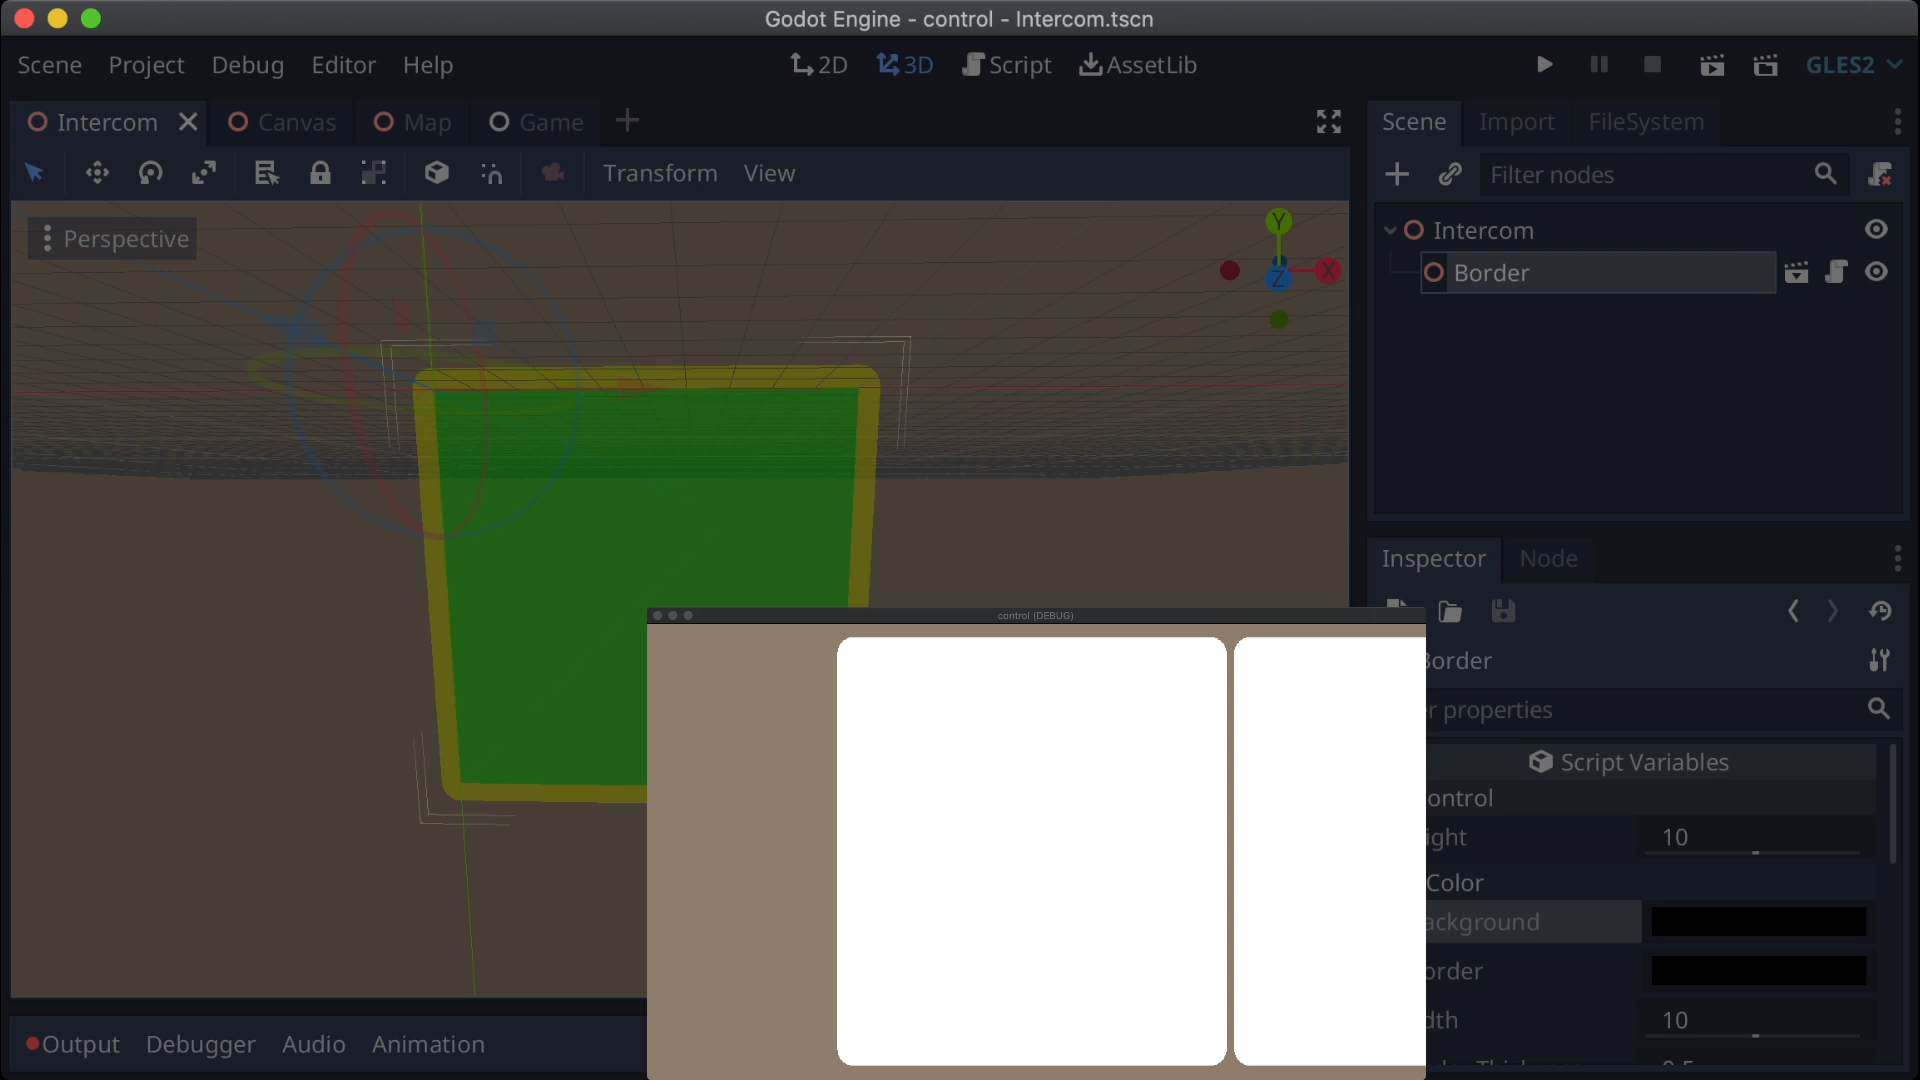 Godot Engine - control - Intercom.tscn
Scene Project Debug Editor Help 2D 3D Script AssetLib GLES2
Intercom Canvas Map Game
Scene Import FileSystem
Transform View
Filter nodes
Perspective
Y
X
Z
Intercom
Border
Inspector Node
control (DEBUG)
Border
r properties
Script Variables
ontrol
ight 10
Color
ackground
order
dth 10
Output Debugger Audio Animation